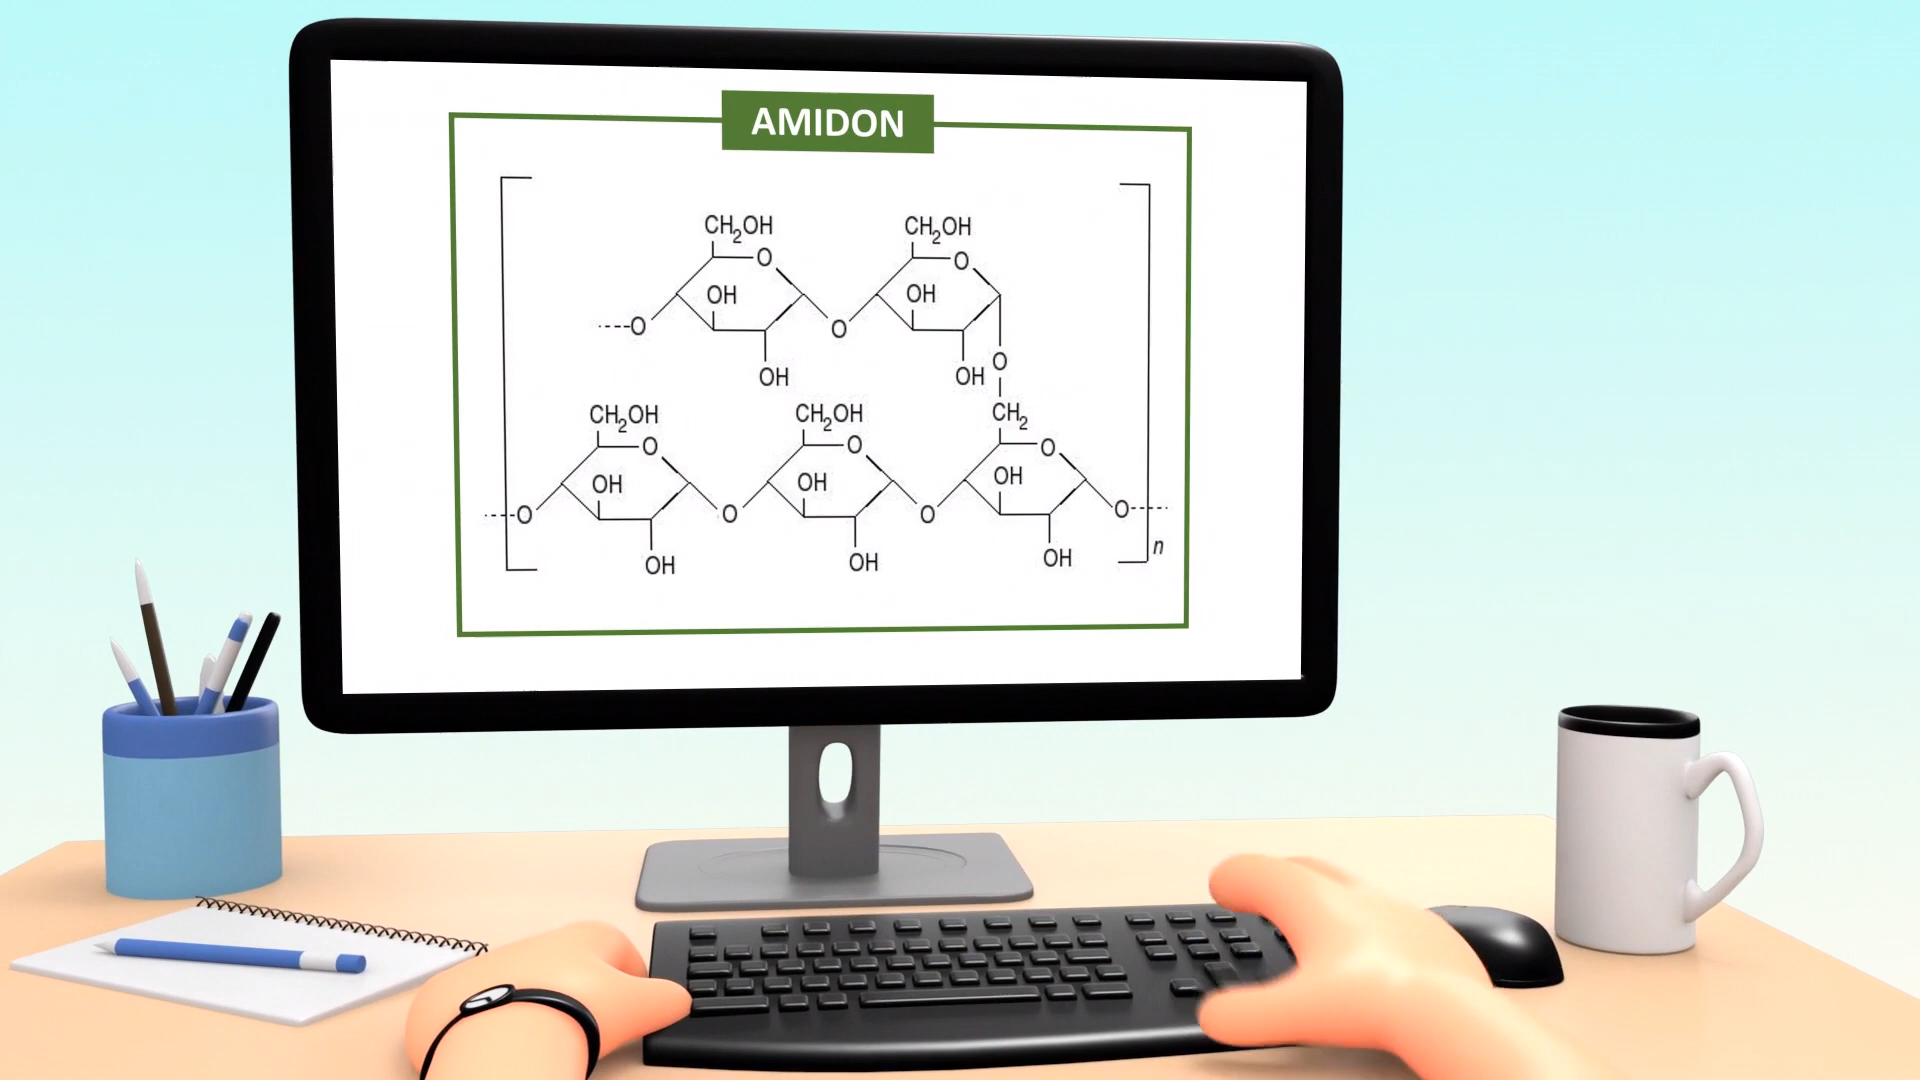 AMIDON
CH2OH CH2OH
O O
OH OH
O O
O
OH OH
CH2OH CH2OH CH2
O O O
OH OH OH
O O O O
n
OH OH OH